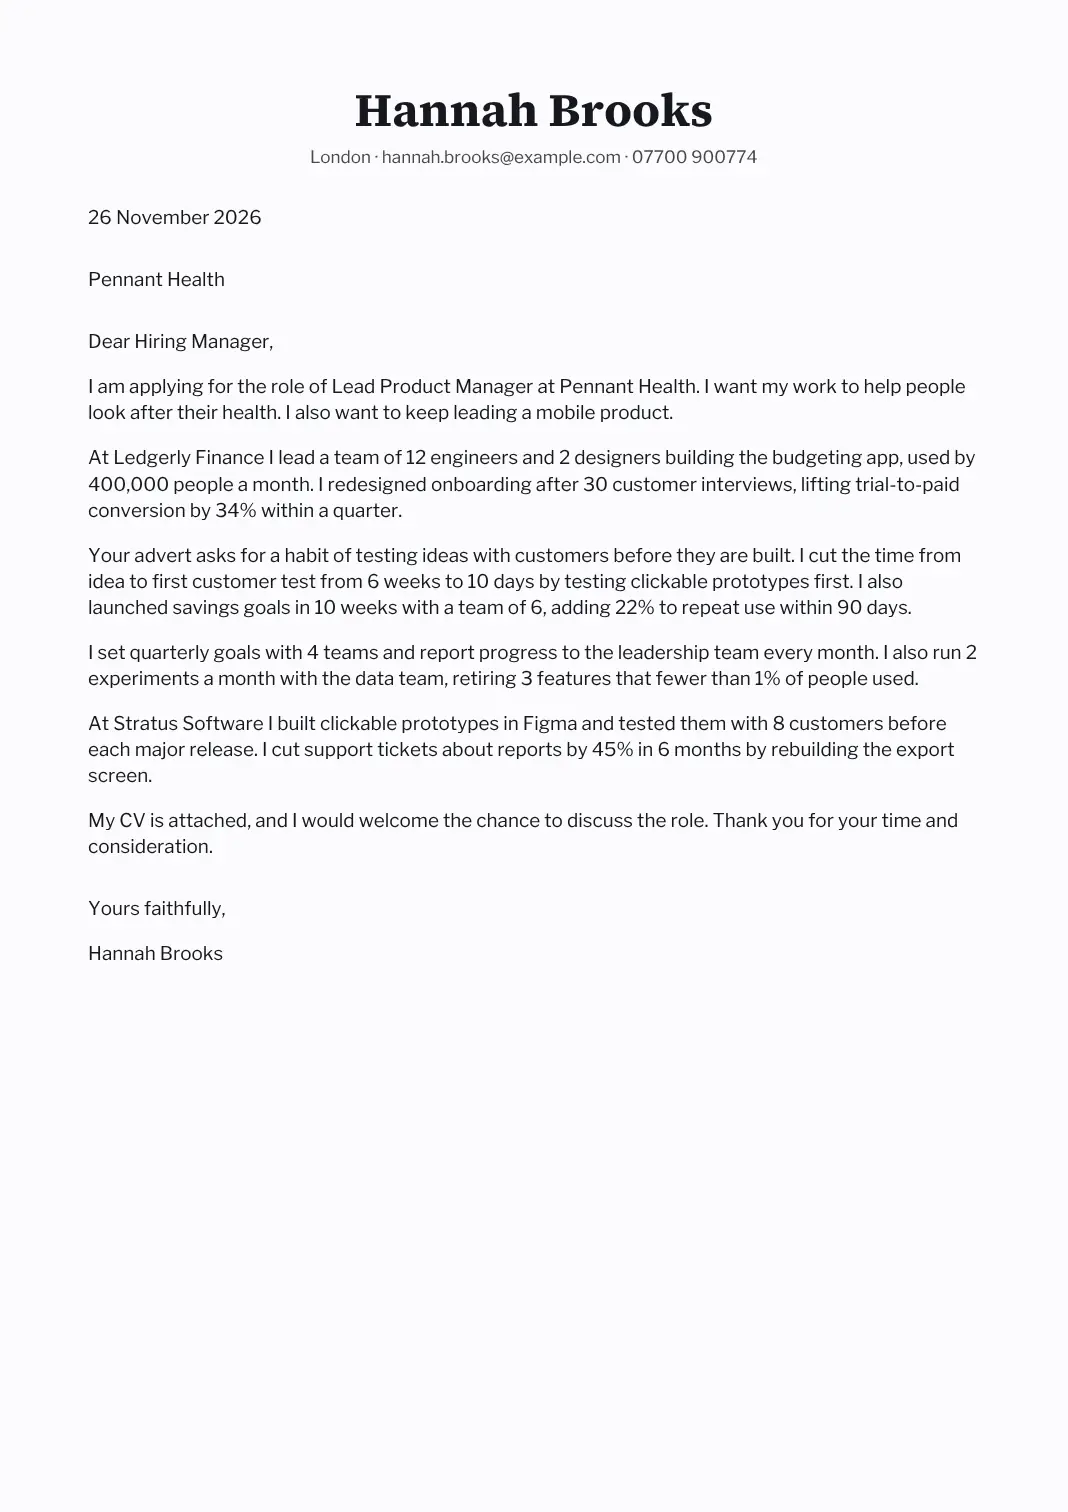 Hannah Brooks
London · hannah.brooks@example.com · 07700 900774
26 November 2026
Pennant Health
Dear Hiring Manager,
I am applying for the role of Lead Product Manager at Pennant Health. I want my work to help people
look after their health. I also want to keep leading a mobile product.
At Ledgerly Finance I lead a team of 12 engineers and 2 designers building the budgeting app, used by
400,000 people a month. I redesigned onboarding after 30 customer interviews, lifting trial-to-paid
conversion by 34% within a quarter.
Your advert asks for a habit of testing ideas with customers before they are built. I cut the time from
idea to first customer test from 6 weeks to 10 days by testing clickable prototypes first. I also
launched savings goals in 10 weeks with a team of 6, adding 22% to repeat use within 90 days.
I set quarterly goals with 4 teams and report progress to the leadership team every month. I also run 2
experiments a month with the data team, retiring 3 features that fewer than 1% of people used.
At Stratus Software I built clickable prototypes in Figma and tested them with 8 customers before
each major release. I cut support tickets about reports by 45% in 6 months by rebuilding the export
screen.
My CV is attached, and I would welcome the chance to discuss the role. Thank you for your time and
consideration.
Yours faithfully,
Hannah Brooks